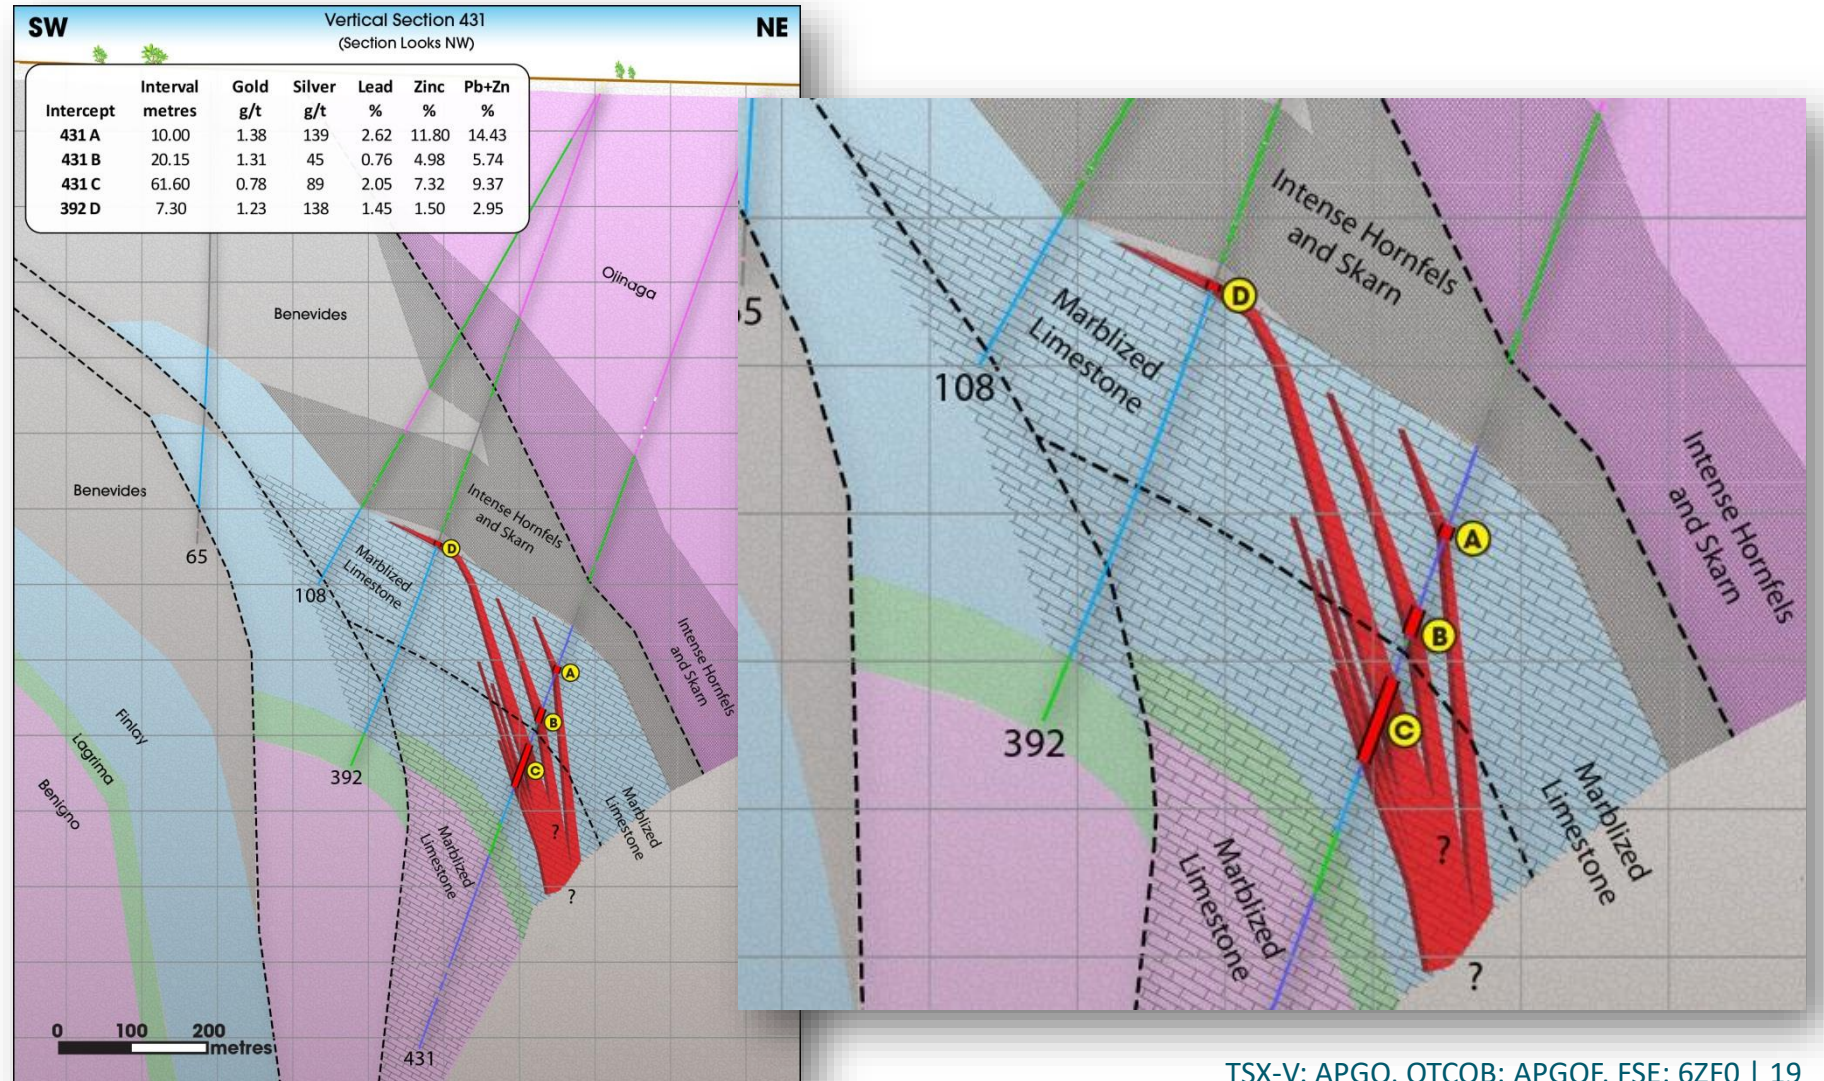 SW
Vertical Section 431
(Section Looks NW)
NE
Interval Gold Silver Lead Zinc Pb+Zn
Intercept metres g/t g/t % % %
431 A 10.00 1.38 139 2.62 11.80 14.43
431 B 20.15 1.31 45 0.76 4.98 5.74
431 C 61.60 0.78 89 2.05 7.32 9.37
392 D 7.30 1.23 138 1.45 1.50 2.95
Ojinaga
Benevides
Benevides
Intense Hornfels
and Skarn
65
D
Marblized
Limestone
108
Intense Hornfels
and Skarn
A
B
C
Finlay
Lagrima
Benigno
392
Marblized
Limestone
?
Marblized
Limestone
?
0 100 200
metres
431
Intense Hornfels
and Skarn
D
Marblized
Limestone
5
108
Intense Hornfels
and Skarn
A
B
C
392
Marblized
Limestone
Marblized
Limestone
?
?
TSX-V: APGO, OTCQB: APGOF, FSE: 6ZF0 | 19